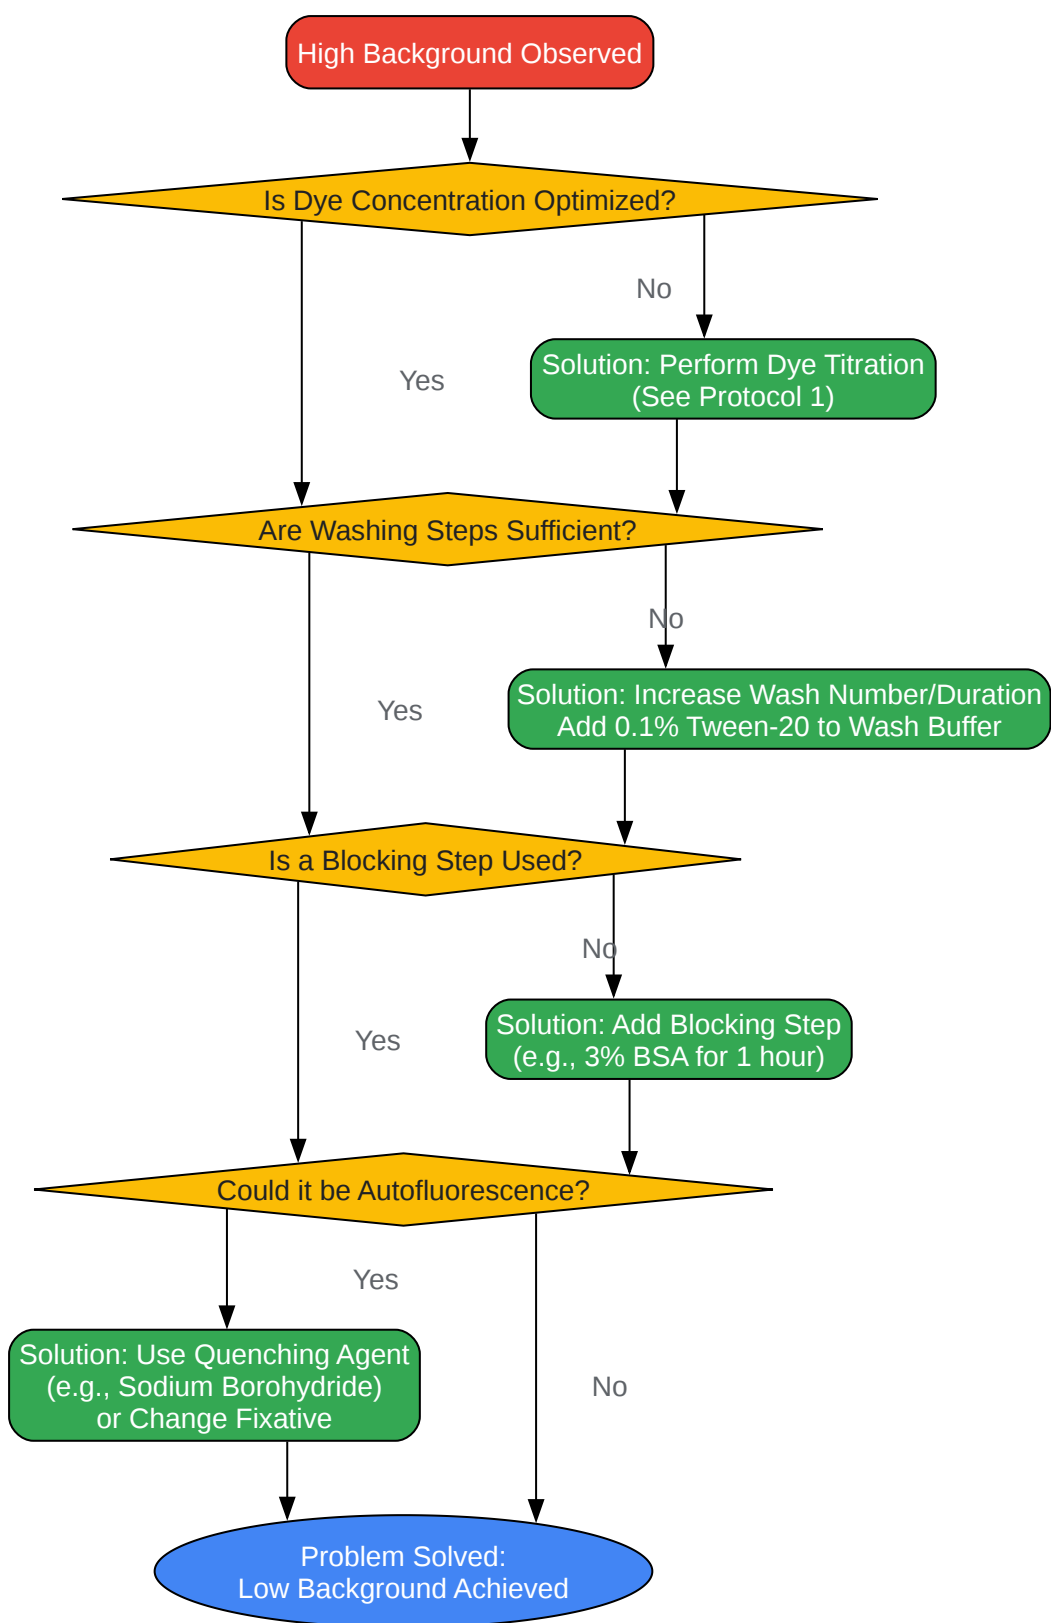 High Background Observed
Is Dye Concentration Optimized?
No
Solution: Perform Dye Titration
(See Protocol 1)
Yes
Are Washing Steps Sufficient?
No
Solution: Increase Wash Number/Duration
Add 0.1% Tween-20 to Wash Buffer
Yes
Is a Blocking Step Used?
No
Solution: Add Blocking Step
(e.g., 3% BSA for 1 hour)
Yes
Could it be Autofluorescence?
Yes
Solution: Use Quenching Agent
(e.g., Sodium Borohydride)
or Change Fixative
No
Problem Solved:
Low Background Achieved